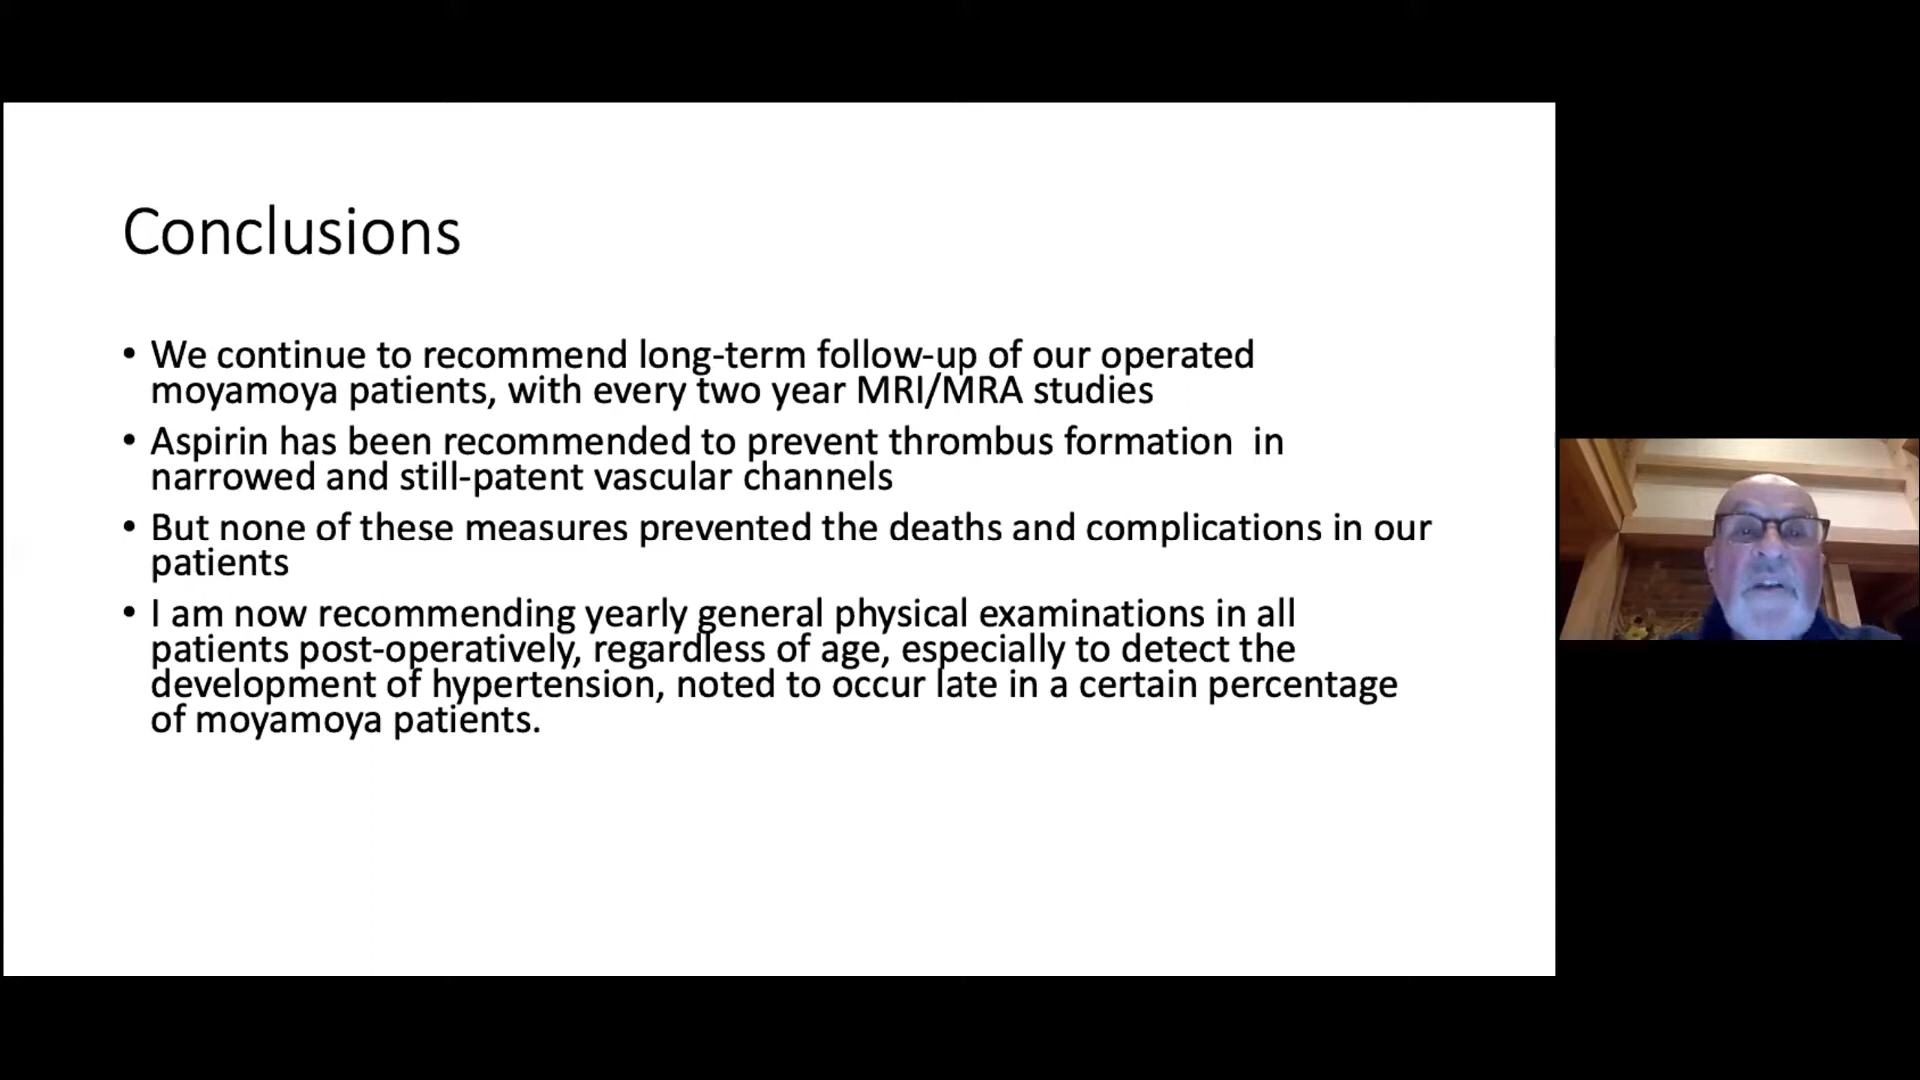 Conclusions
• We continue to recommend long-term follow-up of our operated
moyamoya patients, with every two year MRI/MRA studies
• Aspirin has been recommended to prevent thrombus formation  in
narrowed and still-patent vascular channels
• But none of these measures prevented the deaths and complications in our
patients
• I am now recommending yearly general physical examinations in all
patients post-operatively, regardless of age, especially to detect the
development of hypertension, noted to occur late in a certain percentage
of moyamoya patients.